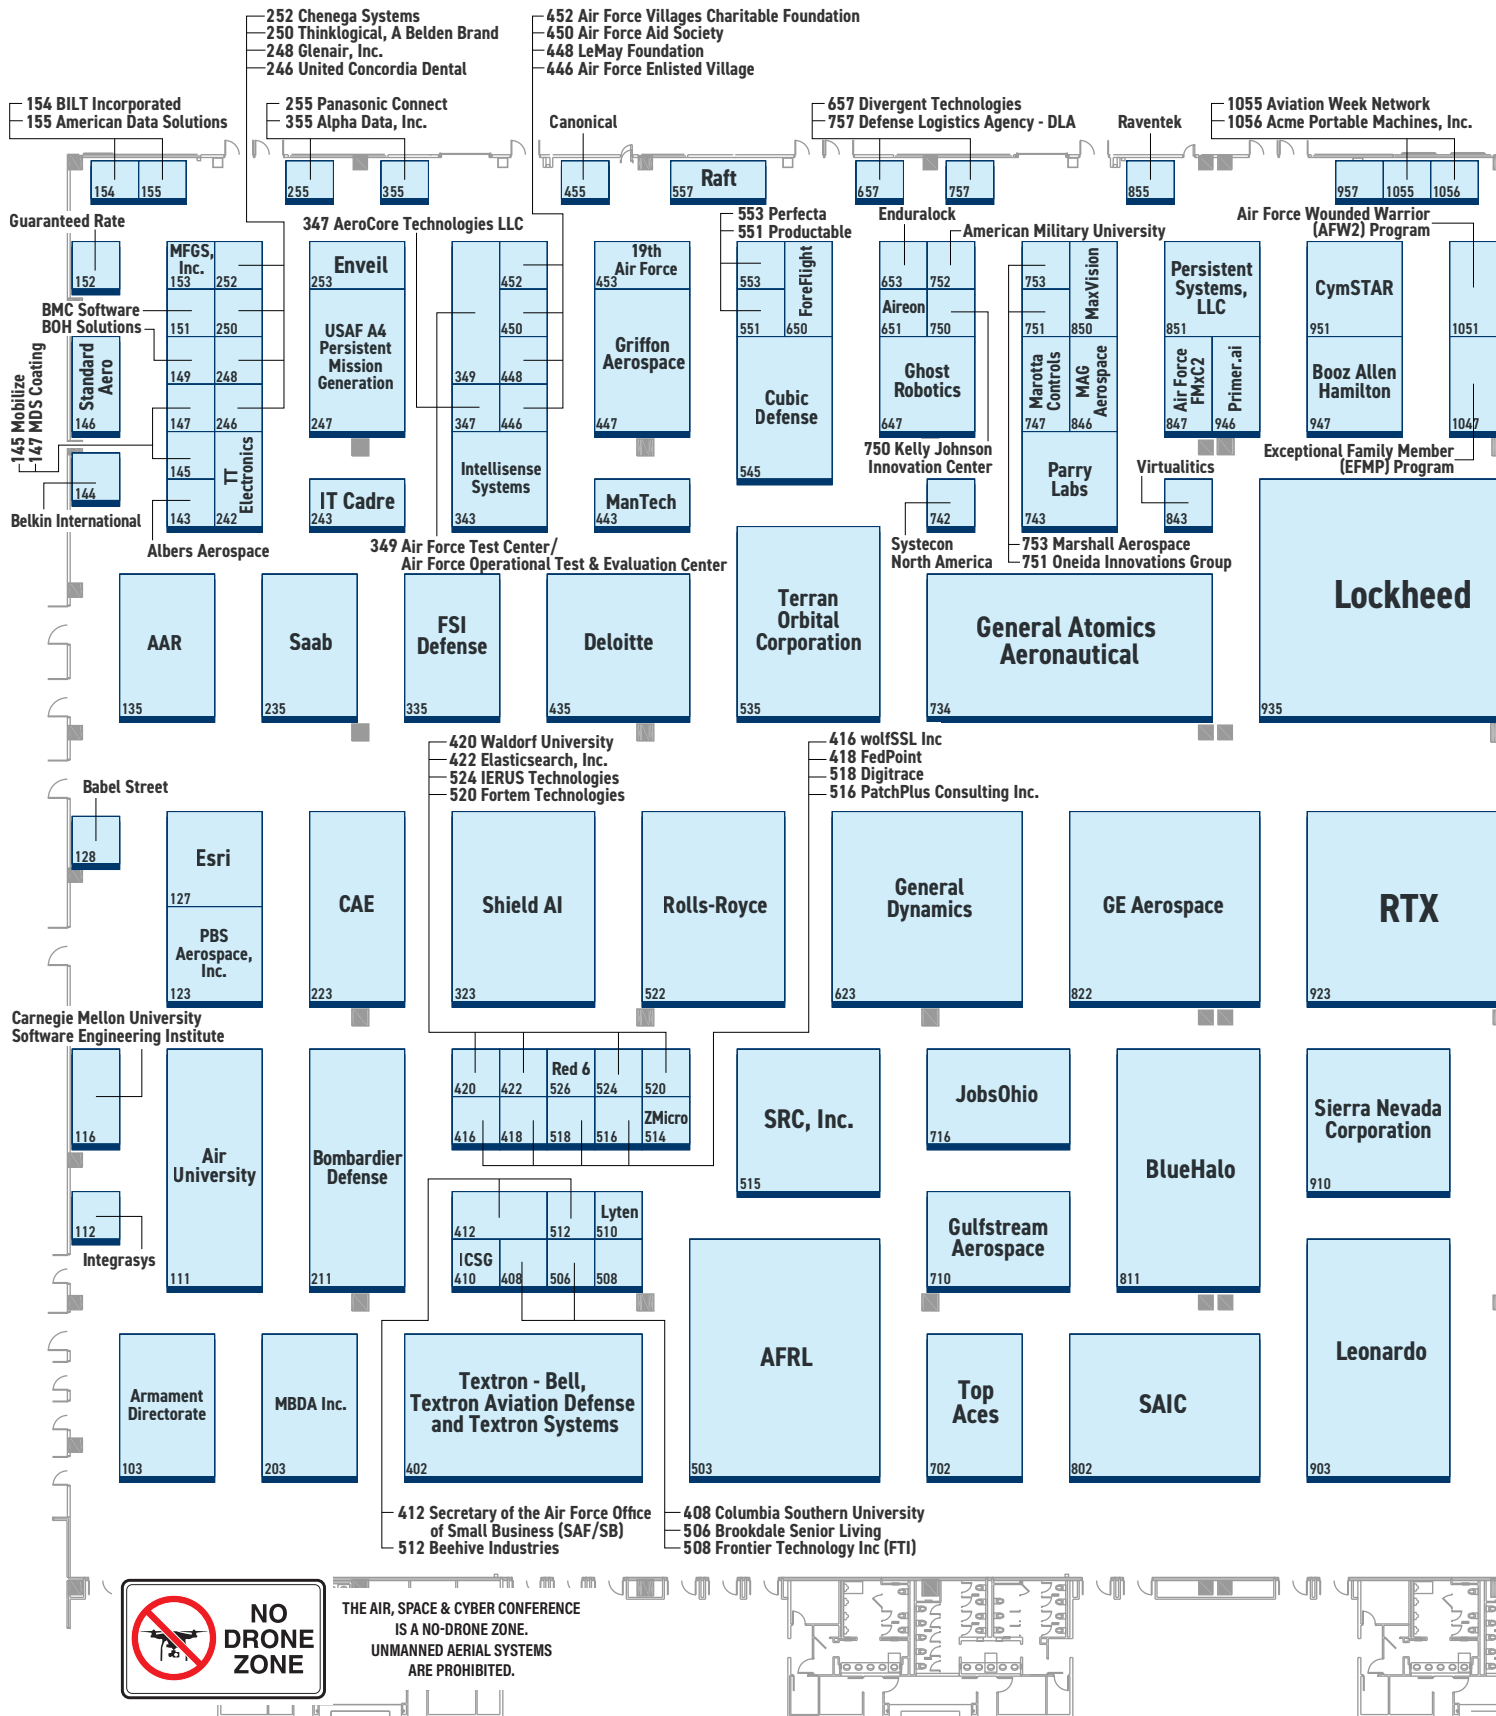 252 Chenega Systems
250 Thinklogical, A Belden Brand
248 Glenair, Inc.
246 United Concordia Dental
452 Air Force Villages Charitable Foundation
450 Air Force Aid Society
448 LeMay Foundation
446 Air Force Enlisted Village
154 BILT Incorporated
155 American Data Solutions
255 Panasonic Connect
355 Alpha Data, Inc.
Canonical
657 Divergent Technologies
757 Defense Logistics Agency - DLA
Raventek
1055 Aviation Week Network
1056 Acme Portable Machines, Inc.
154
155
255
355
455
Raft
557
657
757
855
957
1055
1056
Guaranteed Rate
152
347 AeroCore Technologies LLC
553 Perfecta
551 Productable
Enduralock
American Military University
Air Force Wounded Warrior
(AFW2) Program
MFGS,
Inc.
153
252
Enveil
253
452
19th
Air Force
453
553
ForeFlight
650
551
653
752
753
MaxVision
850
Persistent
Systems,
LLC
851
CymSTAR
951
1051
BMC Software
BOH Solutions
151
250
USAF A4
Persistent
Mission
Generation
247
450
Griffon
Aerospace
447
Aireon
651
750
751
145 Mobilize
147 MDS Coating
Standard
Aero
146
149
248
349
448
Cubic
Defense
545
Ghost
Robotics
647
Marotta
Controls
747
MAG
Aerospace
846
Air Force
FMxC2
847
Primer.ai
946
Booz Allen
Hamilton
947
1047
147
246
347
446
144
Belkin International
145
143
TT
Electronics
242
Albers Aerospace
IT Cadre
243
Intellisense
Systems
343
ManTech
443
750 Kelly Johnson
Innovation Center
742
Systecon
North America
Parry
Labs
743
Virtualitics
843
Exceptional Family Member
(EFMP) Program
349 Air Force Test Center/
Air Force Operational Test & Evaluation Center
753 Marshall Aerospace
751 Oneida Innovations Group
AAR
135
Saab
235
FSI
Defense
335
Deloitte
435
Terran
Orbital
Corporation
535
General Atomics
Aeronautical
734
Lockheed
935
420 Waldorf University
422 Elasticsearch, Inc.
524 IERUS Technologies
520 Fortem Technologies
416 wolfSSL Inc
418 FedPoint
518 Digitrace
516 PatchPlus Consulting Inc.
Babel Street
128
Esri
127
PBS
Aerospace,
Inc.
123
CAE
223
Shield AI
323
Rolls-Royce
522
General
Dynamics
623
GE Aerospace
822
RTX
923
Carnegie Mellon University
Software Engineering Institute
116
112
Integrasys
Air
University
111
Bombardier
Defense
211
420
422
Red 6
526
524
520
416
418
518
516
ZMicro
514
SRC, Inc.
515
JobsOhio
716
BlueHalo
811
Sierra Nevada
Corporation
910
412
512
Lyten
510
ICSG
410
408
506
508
Gulfstream
Aerospace
710
Armament
Directorate
103
MBDA Inc.
203
Textron - Bell,
Textron Aviation Defense
and Textron Systems
402
AFRL
503
Top
Aces
702
SAIC
802
Leonardo
903
412 Secretary of the Air Force Office
of Small Business (SAF/SB)
512 Beehive Industries
408 Columbia Southern University
506 Brookdale Senior Living
508 Frontier Technology Inc (FTI)
NO
DRONE
ZONE
THE AIR, SPACE & CYBER CONFERENCE
IS A NO-DRONE ZONE.
UNMANNED AERIAL SYSTEMS
ARE PROHIBITED.